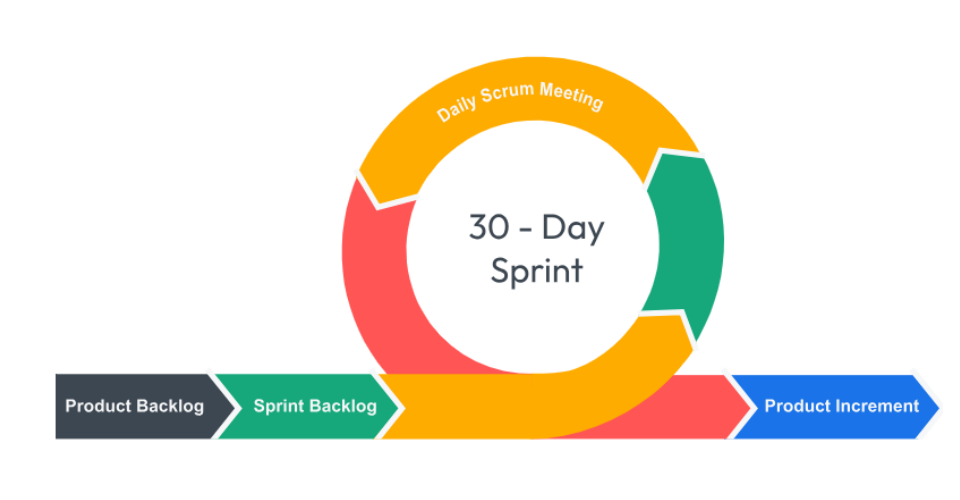 Daily Scrum Meeting
30 - Day
Sprint
Product Backlog
Sprint Backlog
Product Increment